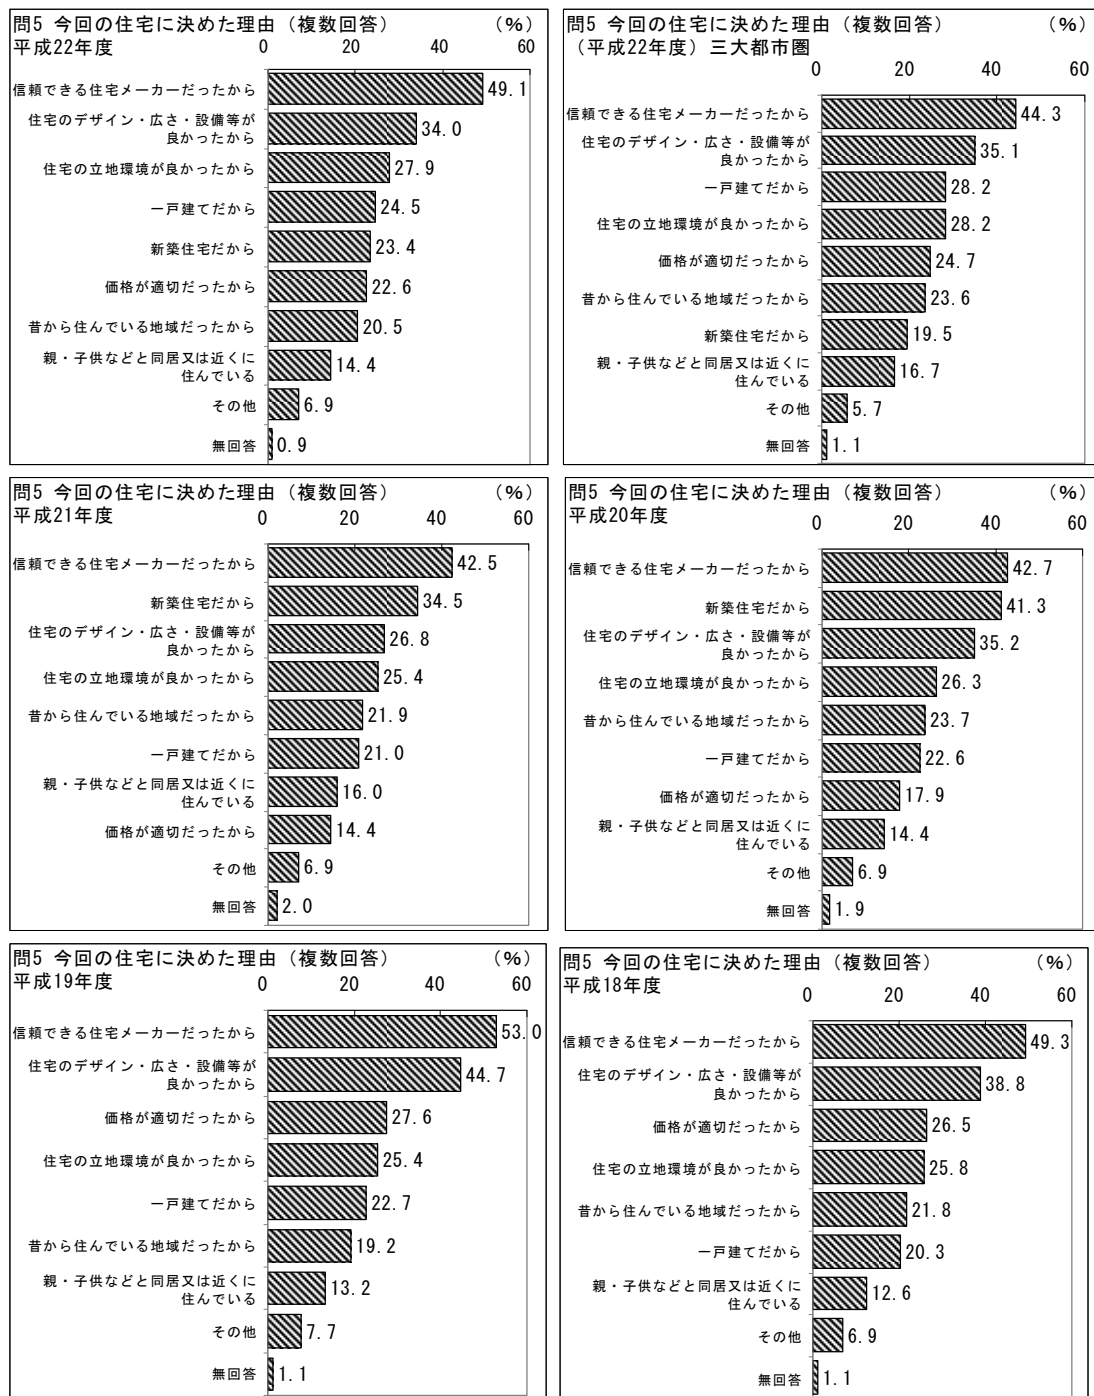 問5 今回の住宅に決めた理由（複数回答） （%）
平成22年度
0 20 40 60
信頼できる住宅メーカーだったから 49.1
住宅のデザイン・広さ・設備等が
良かったから 34.0
住宅の立地環境が良かったから 27.9
一戸建てだから 24.5
新築住宅だから 23.4
価格が適切だったから 22.6
昔から住んでいる地域だったから 20.5
親・子供などと同居又は近くに
住んでいる 14.4
その他 6.9
無回答 0.9
問5 今回の住宅に決めた理由（複数回答） （%）
（平成22年度）三大都市圏
0 20 40 60
信頼できる住宅メーカーだったから 44.3
住宅のデザイン・広さ・設備等が
良かったから 35.1
一戸建てだから 28.2
住宅の立地環境が良かったから 28.2
価格が適切だったから 24.7
昔から住んでいる地域だったから 23.6
新築住宅だから 19.5
親・子供などと同居又は近くに
住んでいる 16.7
その他 5.7
無回答 1.1
問5 今回の住宅に決めた理由（複数回答） （%）
平成21年度
0 20 40 60
信頼できる住宅メーカーだったから 42.5
新築住宅だから 34.5
住宅のデザイン・広さ・設備等が
良かったから 26.8
住宅の立地環境が良かったから 25.4
昔から住んでいる地域だったから 21.9
一戸建てだから 21.0
親・子供などと同居又は近くに
住んでいる 16.0
価格が適切だったから 14.4
その他 6.9
無回答 2.0
問5 今回の住宅に決めた理由（複数回答） （%）
平成20年度
0 20 40 60
信頼できる住宅メーカーだったから 42.7
新築住宅だから 41.3
住宅のデザイン・広さ・設備等が
良かったから 35.2
住宅の立地環境が良かったから 26.3
昔から住んでいる地域だったから 23.7
一戸建てだから 22.6
価格が適切だったから 17.9
親・子供などと同居又は近くに
住んでいる 14.4
その他 6.9
無回答 1.9
問5 今回の住宅に決めた理由（複数回答） （%）
平成19年度
0 20 40 60
信頼できる住宅メーカーだったから 53.0
住宅のデザイン・広さ・設備等が
良かったから 44.7
価格が適切だったから 27.6
住宅の立地環境が良かったから 25.4
一戸建てだから 22.7
昔から住んでいる地域だったから 19.2
親・子供などと同居又は近くに
住んでいる 13.2
その他 7.7
無回答 1.1
問5 今回の住宅に決めた理由（複数回答） （%）
平成18年度
0 20 40 60
信頼できる住宅メーカーだったから 49.3
住宅のデザイン・広さ・設備等が
良かったから 38.8
価格が適切だったから 26.5
住宅の立地環境が良かったから 25.8
昔から住んでいる地域だったから 21.8
一戸建てだから 20.3
親・子供などと同居又は近くに
住んでいる 12.6
その他 6.9
無回答 1.1